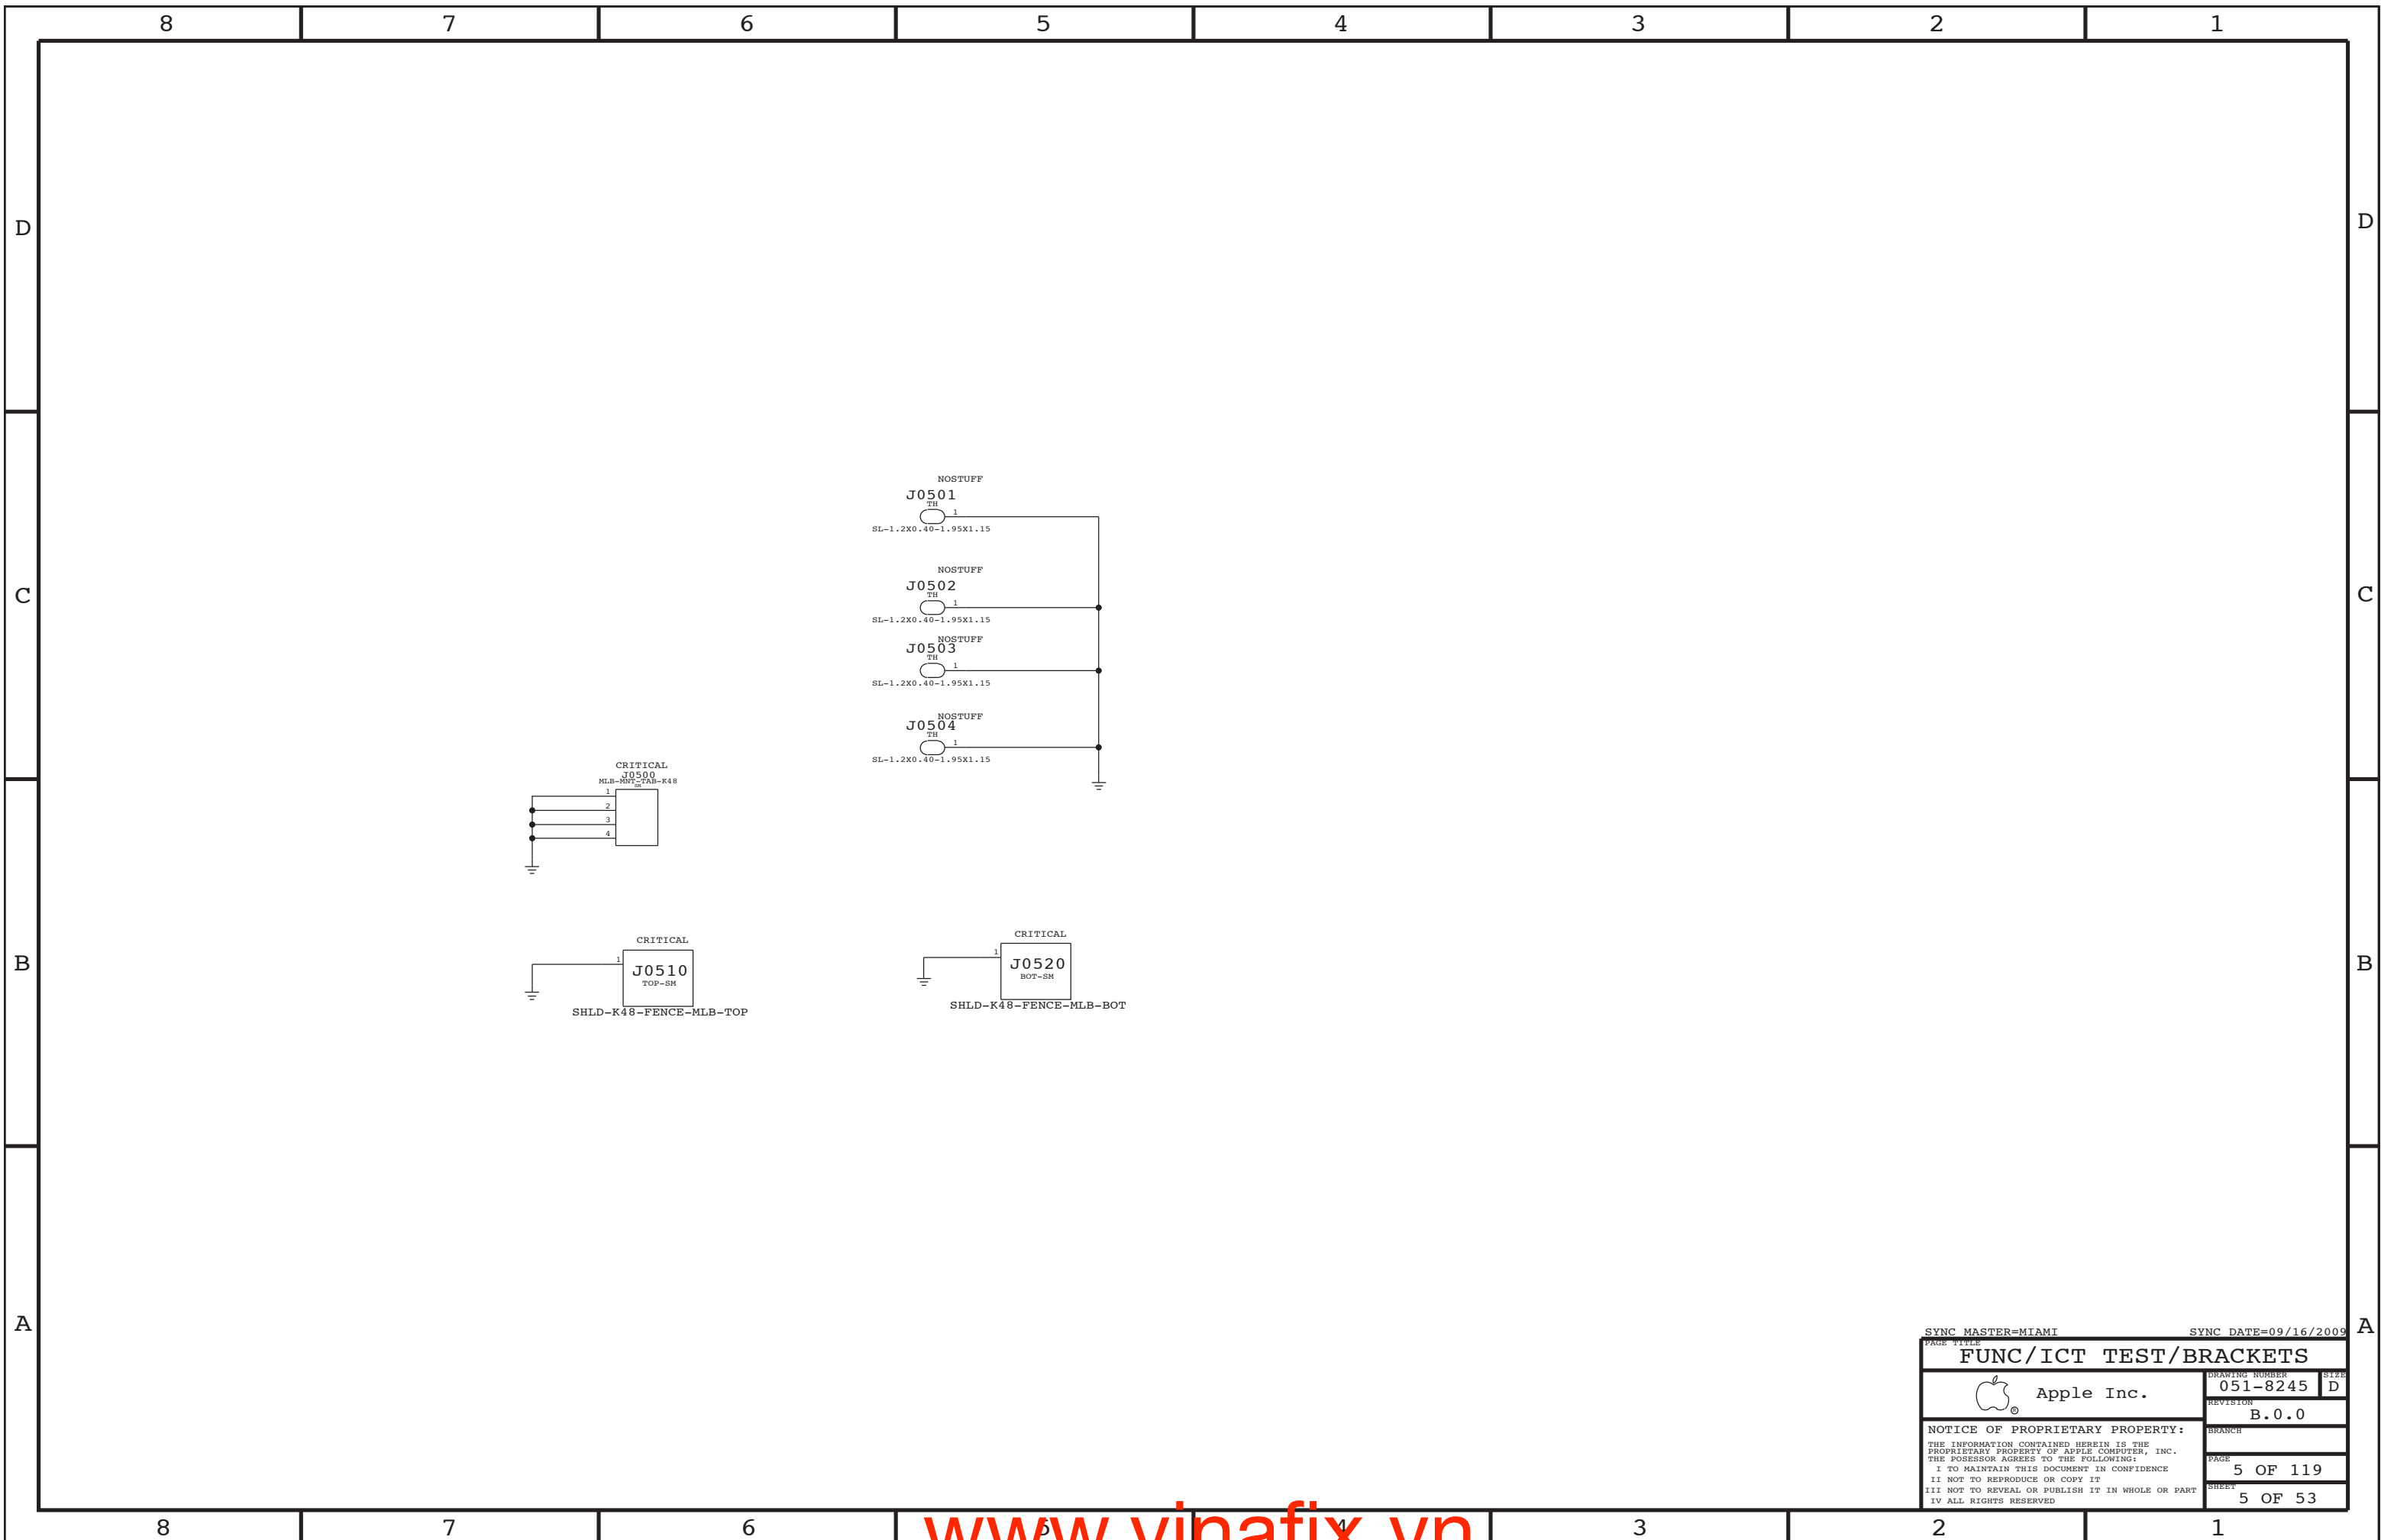 8 7 6 5 4 3 2 1
D D
NOSTUFF
J0501
TH
1
SL-1.2X0.40-1.95X1.15
NOSTUFF
J0502
TH
1
SL-1.2X0.40-1.95X1.15
C C
NOSTUFF
J0503
TH
1
SL-1.2X0.40-1.95X1.15
NOSTUFF
J0504
TH
1
SL-1.2X0.40-1.95X1.15
CRITICAL
J0500
MLB-MNT-TAB-K48
SM
1
2
3
4
CRITICAL
1
J0510
TOP-SM
SHLD-K48-FENCE-MLB-TOP
CRITICAL
1
J0520
BOT-SM
SHLD-K48-FENCE-MLB-BOT
B B
A A
SYNC MASTER=MIAMI SYNC DATE=09/16/2009
PAGE TITLE
FUNC/ICT TEST/BRACKETS
Apple Inc.
®
DRAWING NUMBER
051-8245
SIZE
D
REVISION
B.0.0
BRANCH
NOTICE OF PROPRIETARY PROPERTY:
THE INFORMATION CONTAINED HEREIN IS THE
PROPRIETARY PROPERTY OF APPLE COMPUTER, INC.
THE POSESSOR AGREES TO THE FOLLOWING:
I TO MAINTAIN THIS DOCUMENT IN CONFIDENCE
II NOT TO REPRODUCE OR COPY IT
III NOT TO REVEAL OR PUBLISH IT IN WHOLE OR PART
IV ALL RIGHTS RESERVED
PAGE
5 OF 119
SHEET
5 OF 53
8 7 6 5 4 3 2 1
www.vinafix.vn